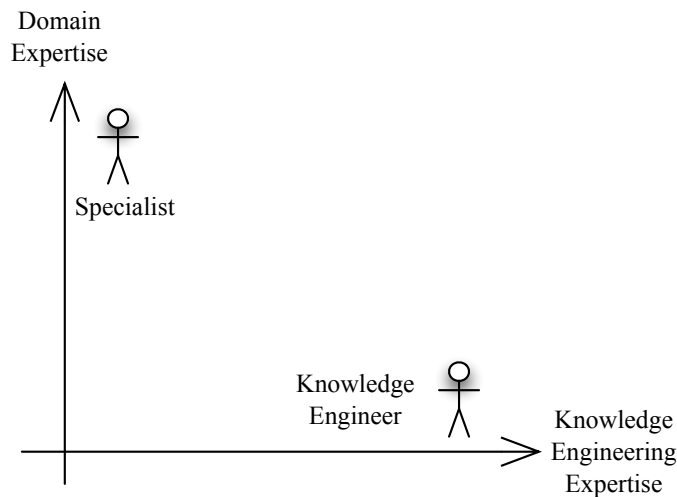 Domain
Expertise
Specialist
Knowledge
Engineer
Knowledge
Engineering
Expertise